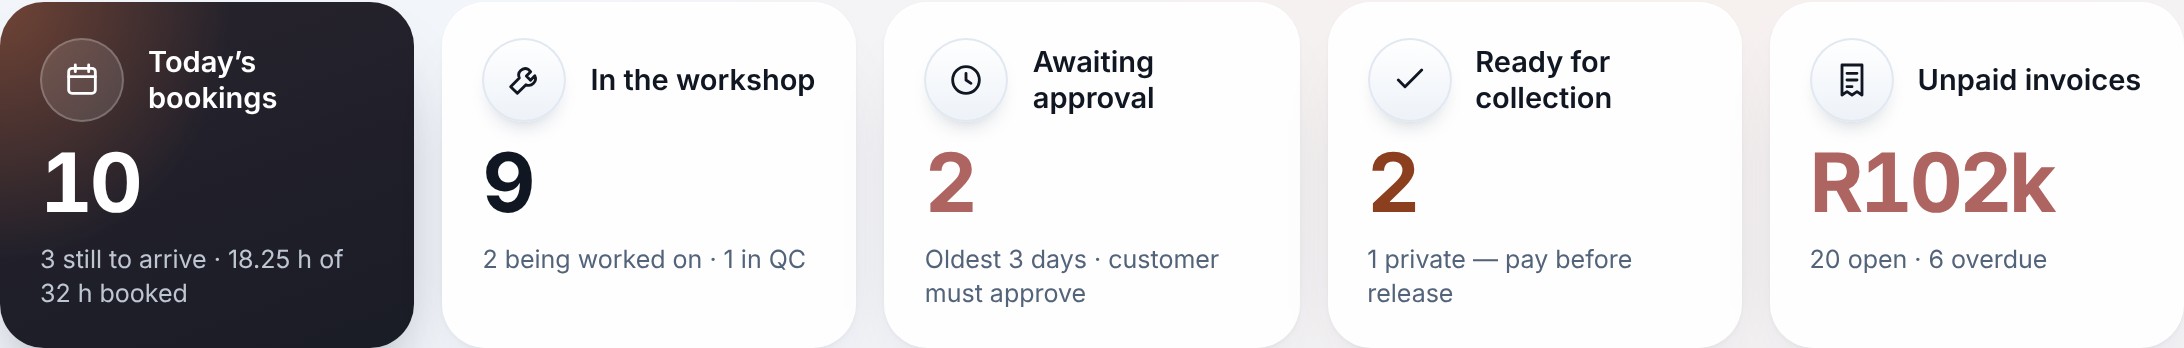 Today’s
bookings
10
3 still to arrive · 18.25 h of
32 h booked
In the workshop
9
2 being worked on · 1 in QC
Awaiting
approval
2
Oldest 3 days · customer
must approve
Ready for
collection
2
1 private — pay before
release
Unpaid invoices
R102k
20 open · 6 overdue